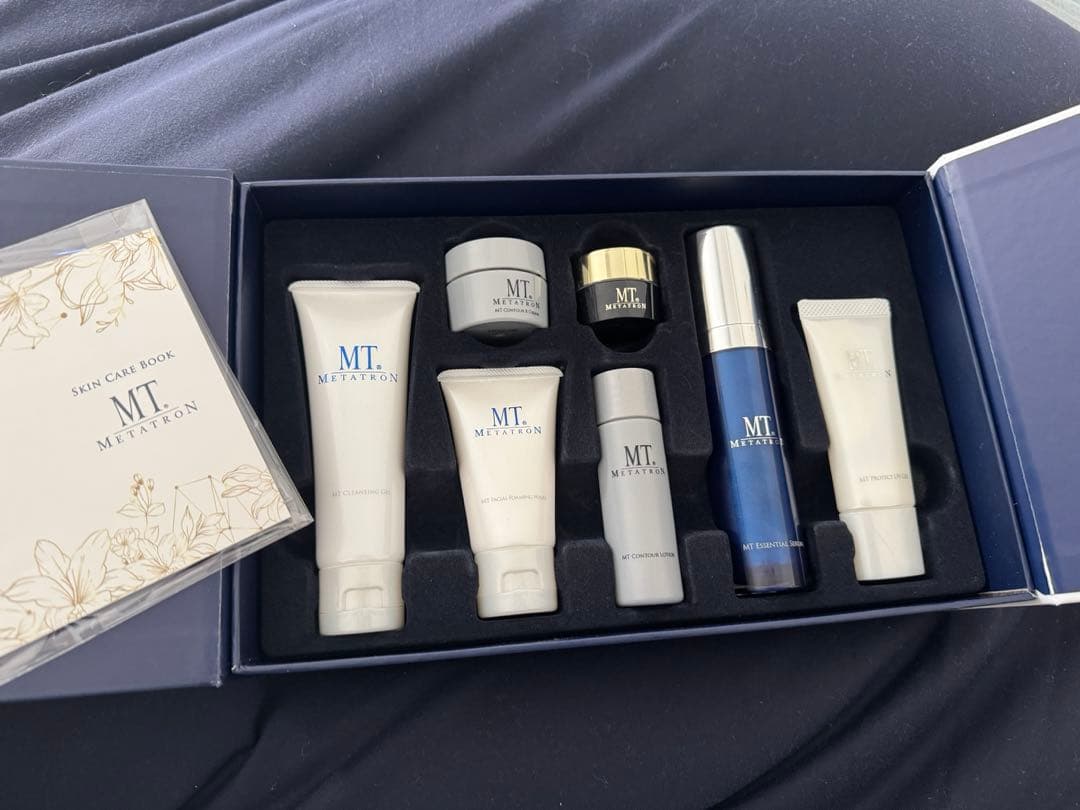 SKIN CARE BOOK
MT.
METATRON
MT.
METATRON
MT CLEANSING GEL
MT.
METATRON
MT CONTOUR B CREAM
MT.
METATRON
MT FACIAL FOAMING WASH
MT.
METATRON
MT.
METATRON
MT CONTOUR LOTION
MT.
METATRON
MT ESSENTIAL SERUM
MT
METATRON
MT PROTECT UV GEL